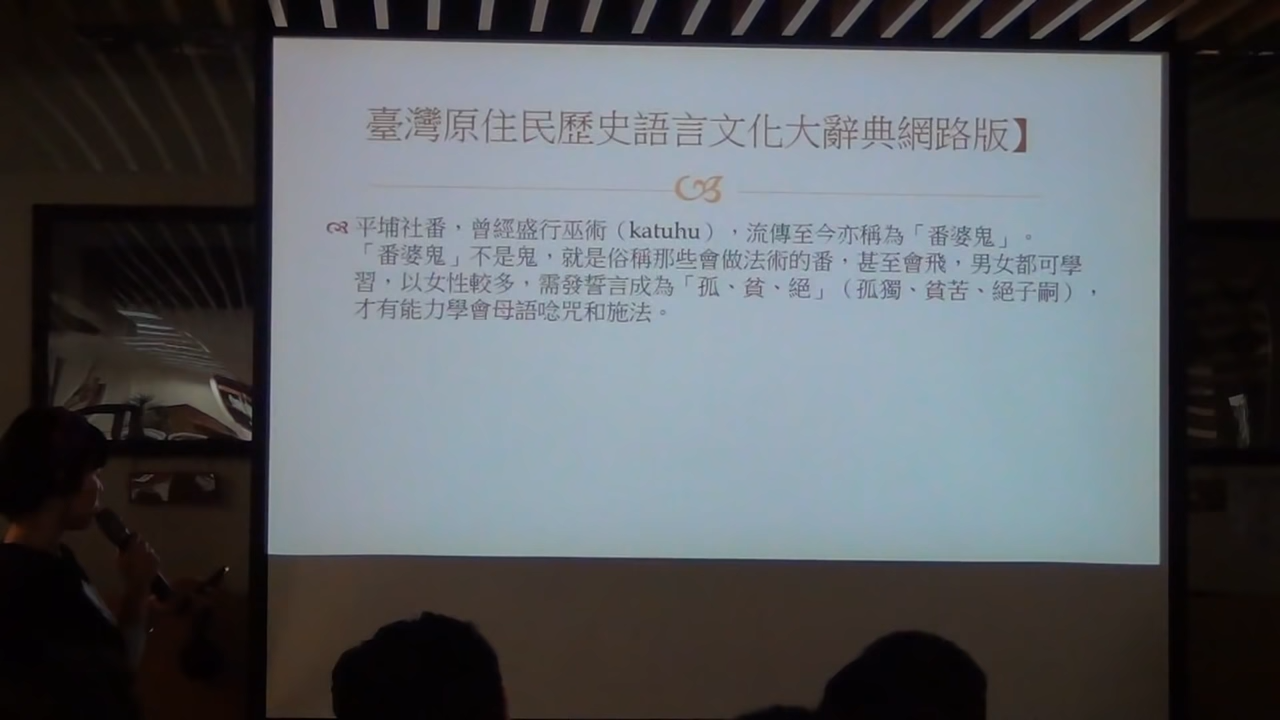 臺灣原住民歷史語言文化大辭典網路版】
平埔社番，曾經盛行巫術（katuhu），流傳至今亦稱為「番婆鬼」。
「番婆鬼」不是鬼，就是俗稱那些會做法術的番，甚至會飛，男女都可學
習，以女性較多，需發誓言成為「孤、貧、絕」（孤獨、貧苦、絕子嗣），
才有能力學會母語唸咒和施法。